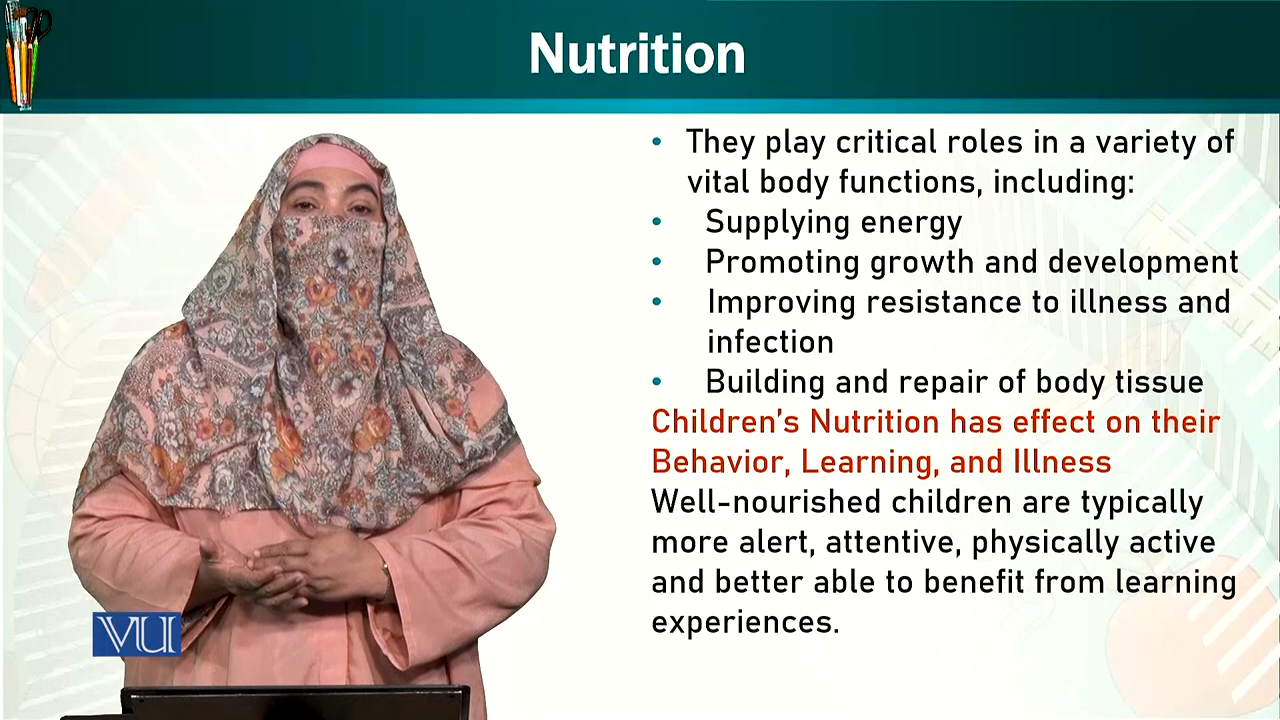 Nutrition
• They play critical roles in a variety of
vital body functions, including:
• Supplying energy
• Promoting growth and development
• Improving resistance to illness and
infection
• Building and repair of body tissue
Children's Nutrition has effect on their
Behavior, Learning, and Illness
Well-nourished children are typically
more alert, attentive, physically active
and better able to benefit from learning
experiences.
VU